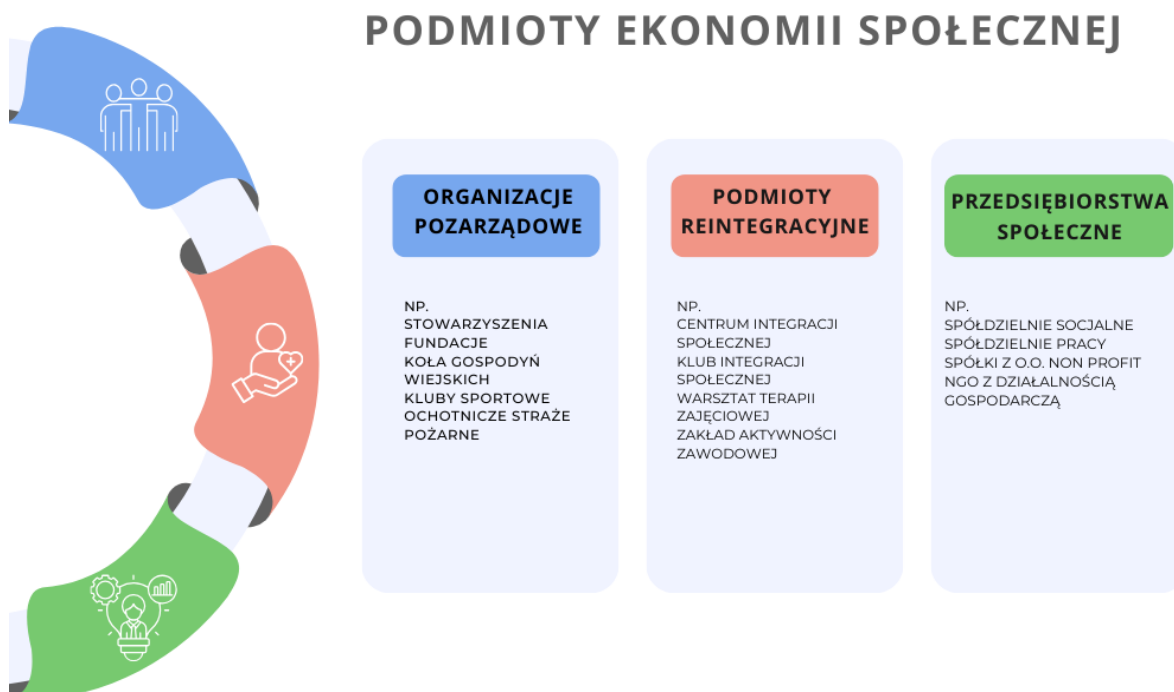 PODMIOTY EKONOMII SPOŁECZNEJ
ORGANIZACJE
POZARZĄDOWE
NP.
STOWARZYSZENIA
FUNDACJE
KOŁA GOSPODYŃ
WIEJSKICH
KLUBY SPORTOWE
OCHOTNICZE STRAŻE
POŻARNE
PODMIOTY
REINTEGRACYJNE
NP.
CENTRUM INTEGRACJI
SPOŁECZNEJ
KLUB INTEGRACJI
SPOŁECZNEJ
WARSZTAT TERAPII
ZAJĘCIOWEJ
ZAKŁAD AKTYWNOŚCI
ZAWODOWEJ
PRZEDSIĘBIORSTWA
SPOŁECZNE
NP.
SPÓŁDZIELNIE SOCJALNE
SPÓŁDZIELNIE PRACY
SPÓŁKI Z O.O. NON PROFIT
NGO Z DZIAŁALNOŚCIĄ
GOSPODARCZĄ